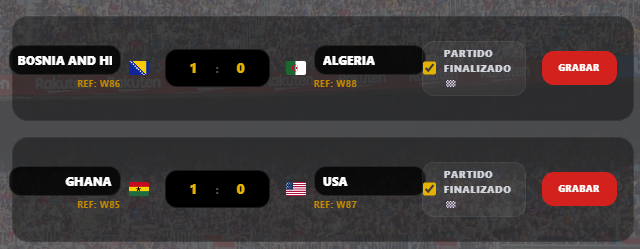 BOSNIA AND HI
REF: W86
1 : 0
ALGERIA
REF: W88
PARTIDO
FINALIZADO
GRABAR
GHANA
REF: W85
1 : 0
USA
REF: W87
PARTIDO
FINALIZADO
GRABAR